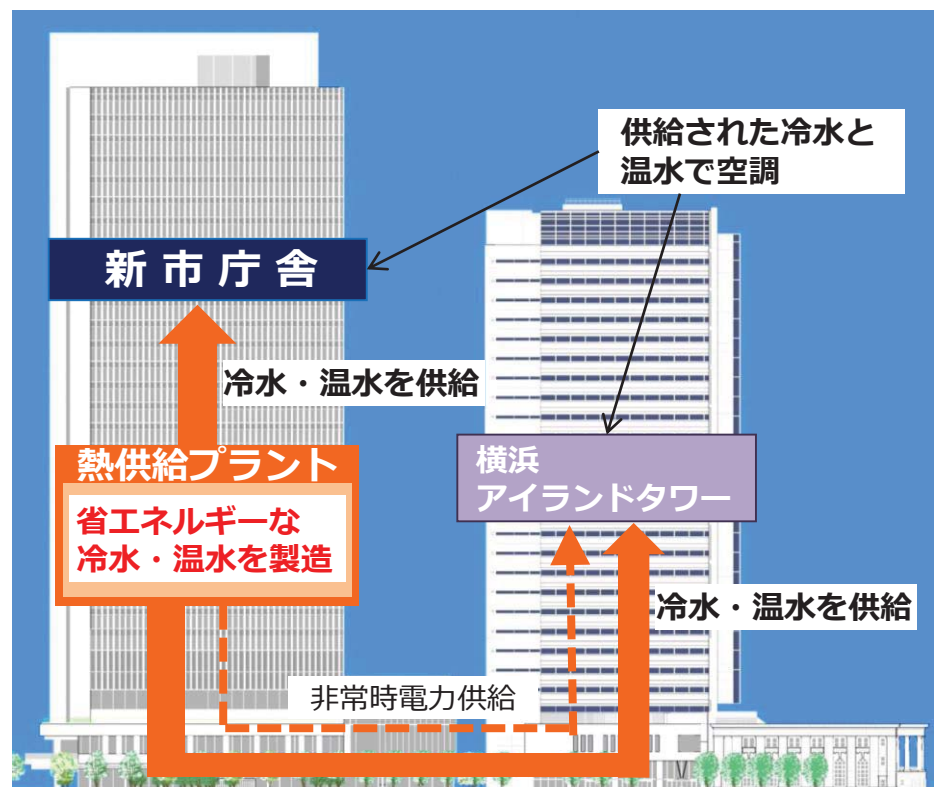 供給された冷水と
温水で空調
新市庁舎
冷水・温水を供給
熱供給プラント
省エネルギーな
冷水・温水を製造
横浜
アイランドタワー
冷水・温水を供給
非常時電力供給